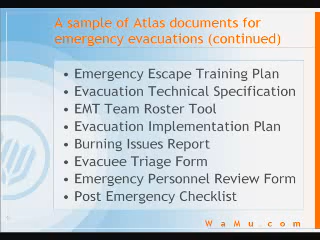 A sample of Atlas documents for
emergency evacuations (continued)
• Emergency Escape Training Plan
• Evacuation Technical Specification
• EMT Team Roster Tool
• Evacuation Implementation Plan
• Burning Issues Report
• Evacuee Triage Form
• Emergency Personnel Review Form
• Post Emergency Checklist
WaMu.com